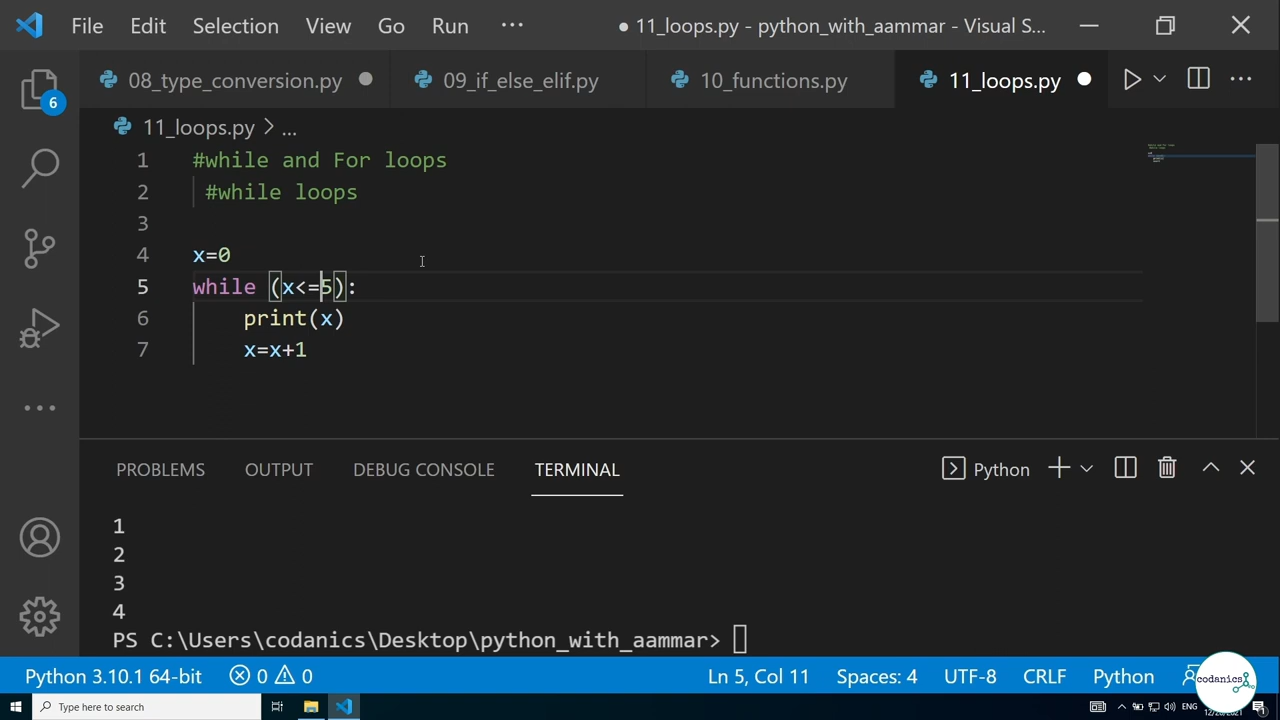 File Edit Selection View Go Run ··· ● 11_loops.py - python_with_aammar - Visual S...
08_type_conversion.py 09_if_else_elif.py 10_functions.py 11_loops.py
6
11_loops.py > ...
1 #while and For loops
2 #while loops
3
4 x=0
5 while (x<=5):
6 print(x)
7 x=x+1
PROBLEMS OUTPUT DEBUG CONSOLE TERMINAL Python
1
2
3
4
PS C:\Users\codanics\Desktop\python_with_aammar>
Python 3.10.1 64-bit 0 0 Ln 5, Col 11 Spaces: 4 UTF-8 CRLF Python
codanics
Type here to search ENG